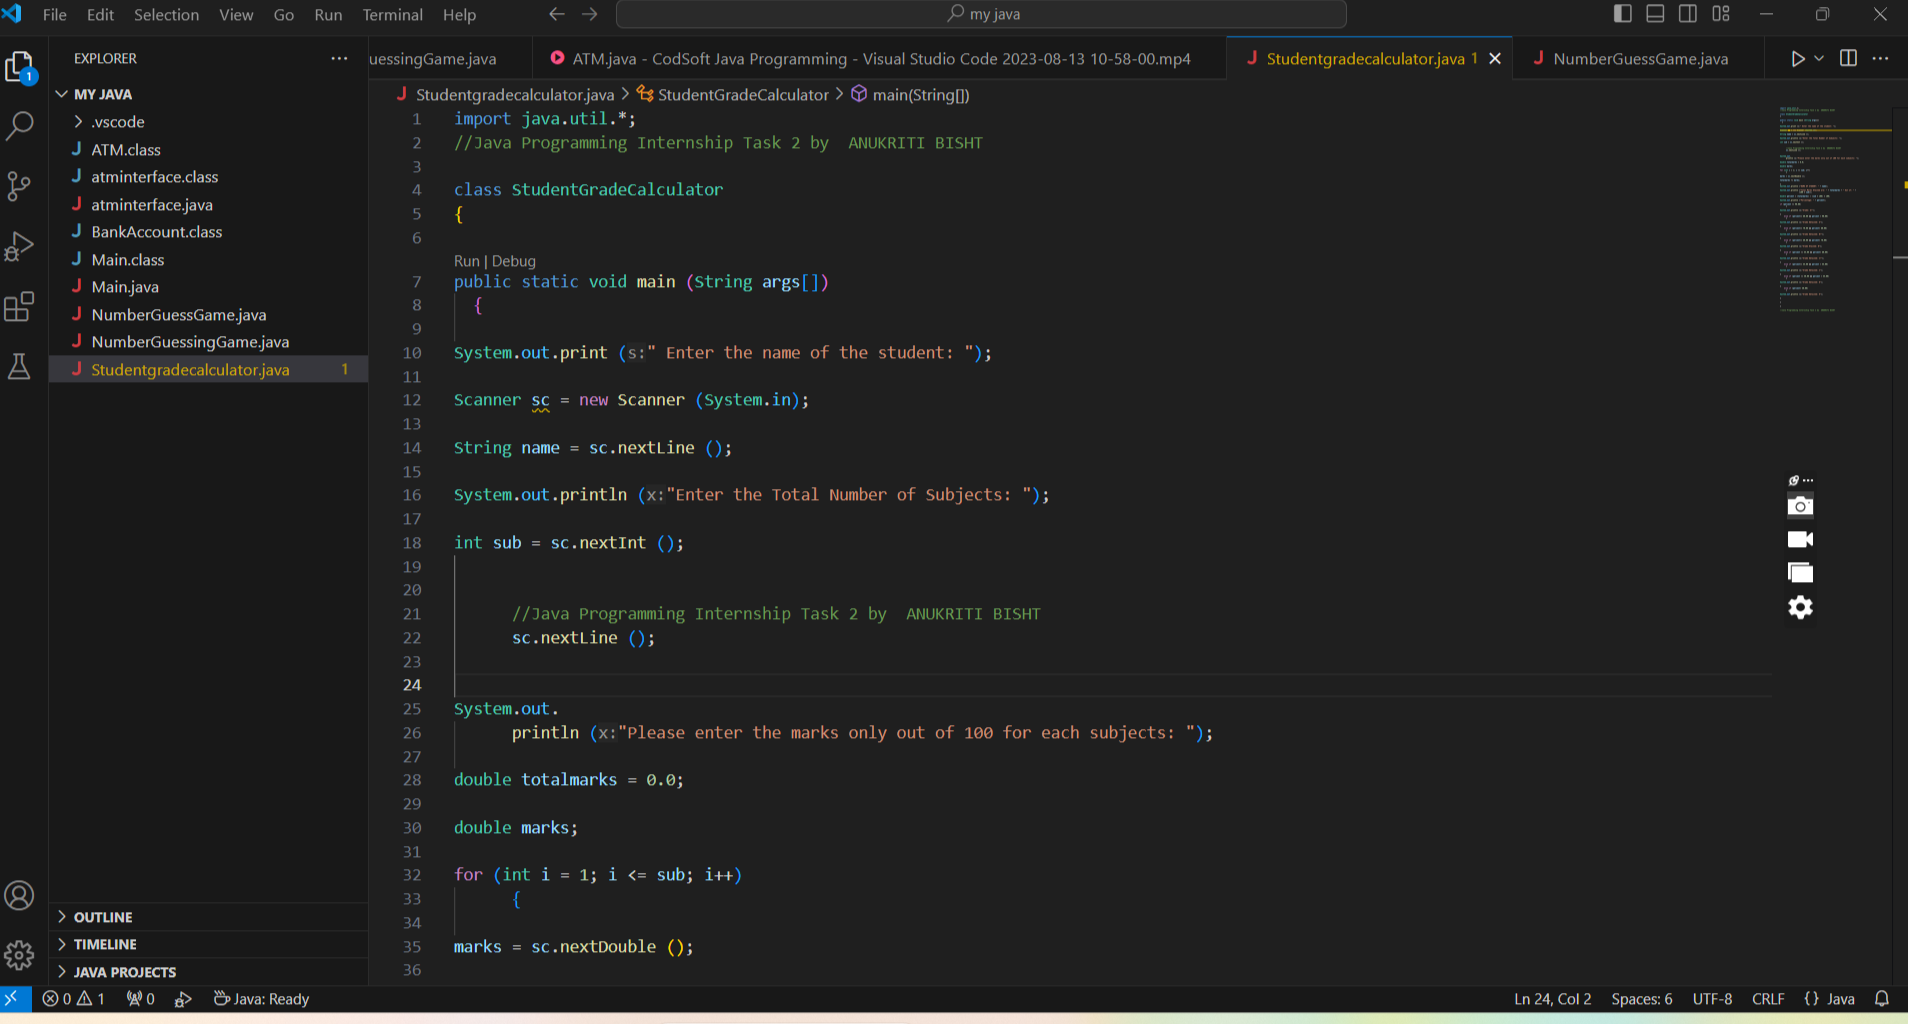 File Edit Selection View Go Run Terminal Help
my java
EXPLORER
uessingGame.java
ATM.java - CodSoft Java Programming - Visual Studio Code 2023-08-13 10-58-00.mp4
Studentgradecalculator.java 1
NumberGuessGame.java
MY JAVA
.vscode
ATM.class
atminterface.class
atminterface.java
BankAccount.class
Main.class
Main.java
NumberGuessGame.java
NumberGuessingGame.java
Studentgradecalculator.java 1
OUTLINE
TIMELINE
JAVA PROJECTS
Studentgradecalculator.java > StudentGradeCalculator > main(String[])
1 import java.util.*;
2 //Java Programming Internship Task 2 by  ANUKRITI BISHT
3
4 class StudentGradeCalculator
5 {
6
Run | Debug
7 public static void main (String args[])
8 {
9
10 System.out.print (s:" Enter the name of the student: ");
11
12 Scanner sc = new Scanner (System.in);
13
14 String name = sc.nextLine ();
15
16 System.out.println (x:"Enter the Total Number of Subjects: ");
17
18 int sub = sc.nextInt ();
19
20
21 //Java Programming Internship Task 2 by  ANUKRITI BISHT
22 sc.nextLine ();
23
24
25 System.out.
26 println (x:"Please enter the marks only out of 100 for each subjects: ");
27
28 double totalmarks = 0.0;
29
30 double marks;
31
32 for (int i = 1; i <= sub; i++)
33 {
34
35 marks = sc.nextDouble ();
36
1
0 1 0 Java: Ready
Ln 24, Col 2 Spaces: 6 UTF-8 CRLF {} Java